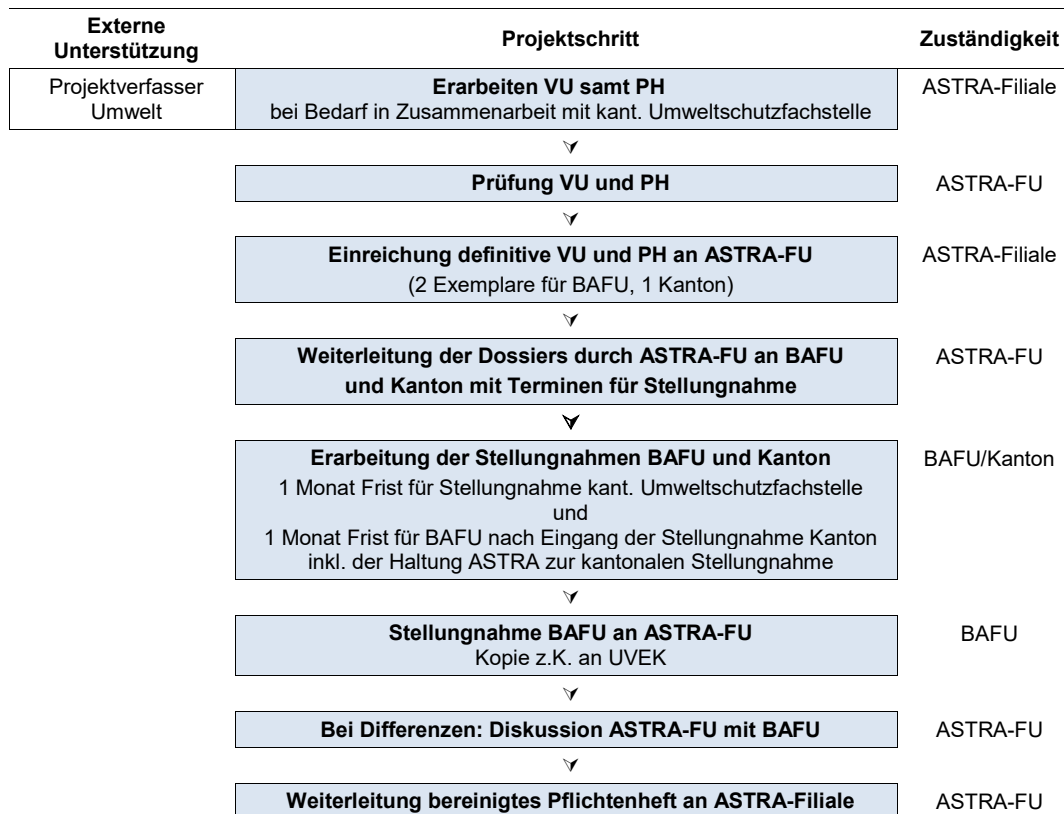 Externe
Unterstützung
Projektschritt
Zuständigkeit
Projektverfasser
Umwelt
Erarbeiten VU samt PH
bei Bedarf in Zusammenarbeit mit kant. Umweltschutzfachstelle
ASTRA-Filiale
Prüfung VU und PH
ASTRA-FU
Einreichung definitive VU und PH an ASTRA-FU
(2 Exemplare für BAFU, 1 Kanton)
ASTRA-Filiale
Weiterleitung der Dossiers durch ASTRA-FU an BAFU
und Kanton mit Terminen für Stellungnahme
ASTRA-FU
Erarbeitung der Stellungnahmen BAFU und Kanton
1 Monat Frist für Stellungnahme kant. Umweltschutzfachstelle
und
1 Monat Frist für BAFU nach Eingang der Stellungnahme Kanton
inkl. der Haltung ASTRA zur kantonalen Stellungnahme
BAFU/Kanton
Stellungnahme BAFU an ASTRA-FU
Kopie z.K. an UVEK
BAFU
Bei Differenzen: Diskussion ASTRA-FU mit BAFU
ASTRA-FU
Weiterleitung bereinigtes Pflichtenheft an ASTRA-Filiale
ASTRA-FU